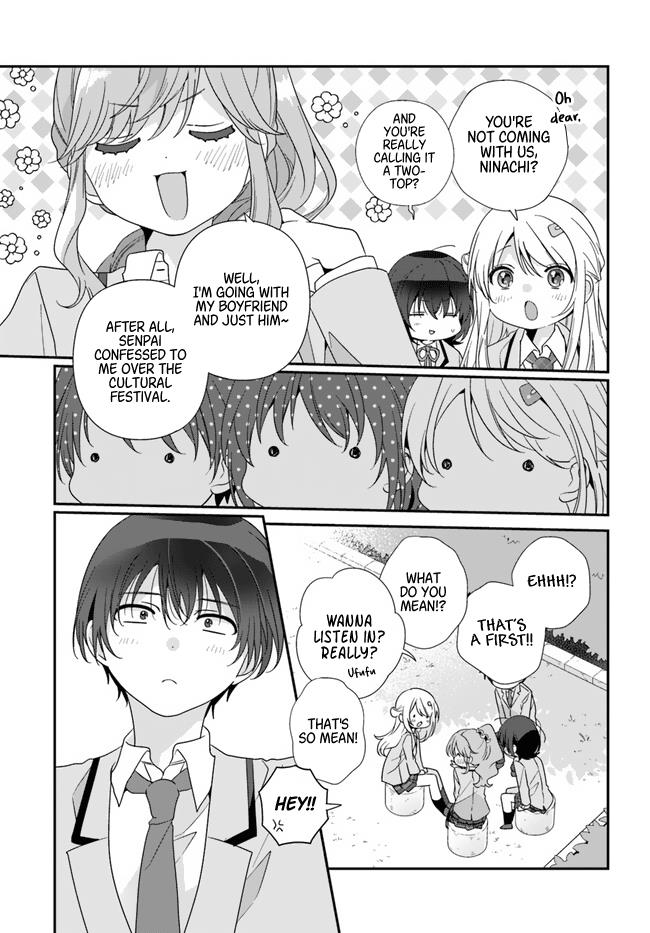 Oh
dear.
YOU'RE
NOT COMING
WITH US,
NINACHI?
AND
YOU'RE
REALLY
CALLING IT
A TWO-
TOP?
WELL,
I'M GOING WITH
MY BOYFRIEND
AND JUST HIM~
AFTER ALL,
SENPAI
CONFESSED TO
ME OVER THE
CULTURAL
FESTIVAL.
EHHH!?
THAT'S
A FIRST!!
WHAT
DO YOU
MEAN!?
WANNA
LISTEN IN?
REALLY?
Ufufu
THAT'S
SO MEAN!
HEY!!